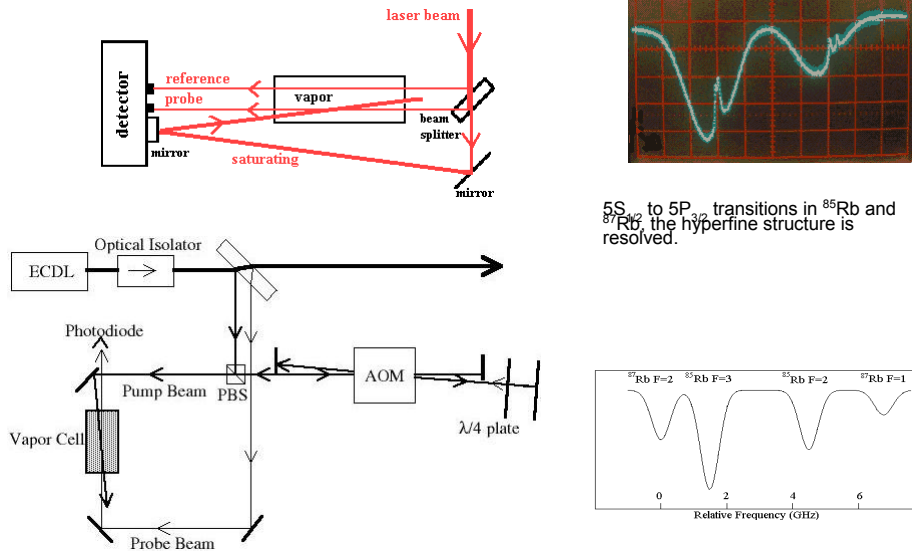 laser beam
reference
probe
vapor
detector
beam
splitter
mirror
saturating
mirror
5S1/2 to 5P3/2 transitions in 85Rb and
87Rb, the hyperfine structure is
resolved.
Optical Isolator
ECDL
Photodiode
AOM
Pump Beam
PBS
λ/4 plate
Vapor Cell
Probe Beam
87Rb F=2 85Rb F=3 85Rb F=2 87Rb F=1
0 2 4 6
Relative Frequency (GHz)